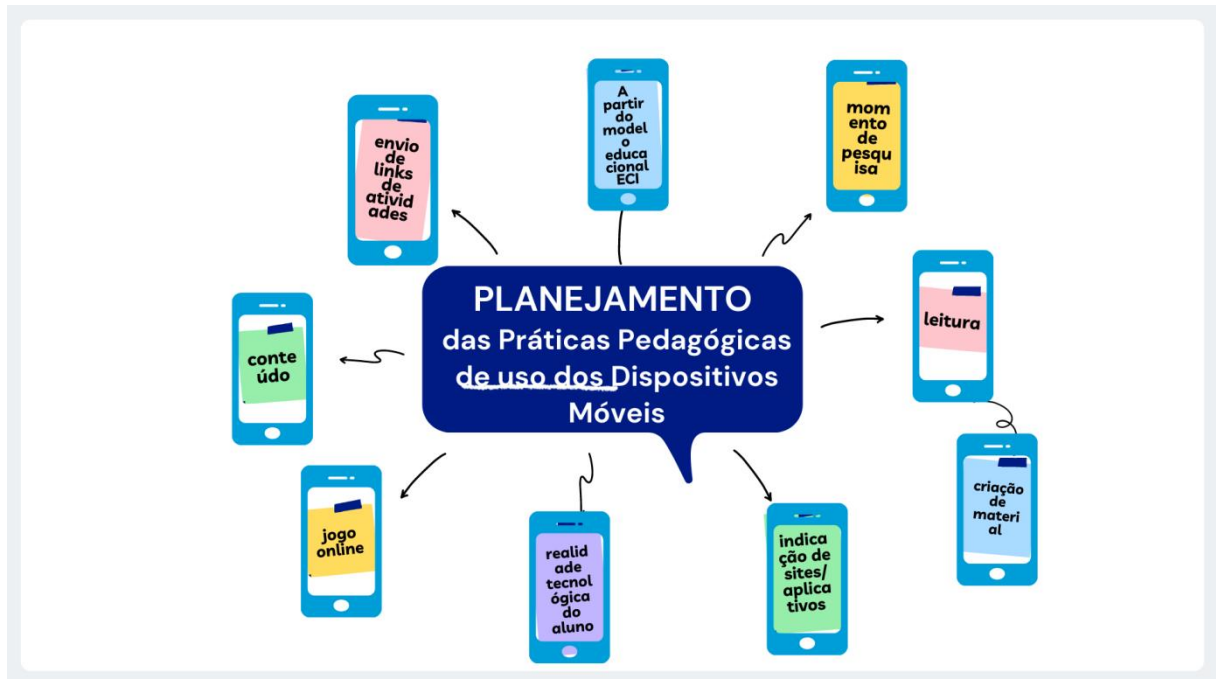 A
partir
do
model
o
educa
cional
ECI
mom
ento
de
pesqu
isa
envio
de
links
de
ativid
ades
PLANEJAMENTO
das Práticas Pedagógicas
de uso dos Dispositivos
Móveis
leitura
conte
údo
criação
de
materi
al
jogo
online
realid
ade
tecnol
ógica
do
aluno
indica
ção de
sites/
aplica
tivos